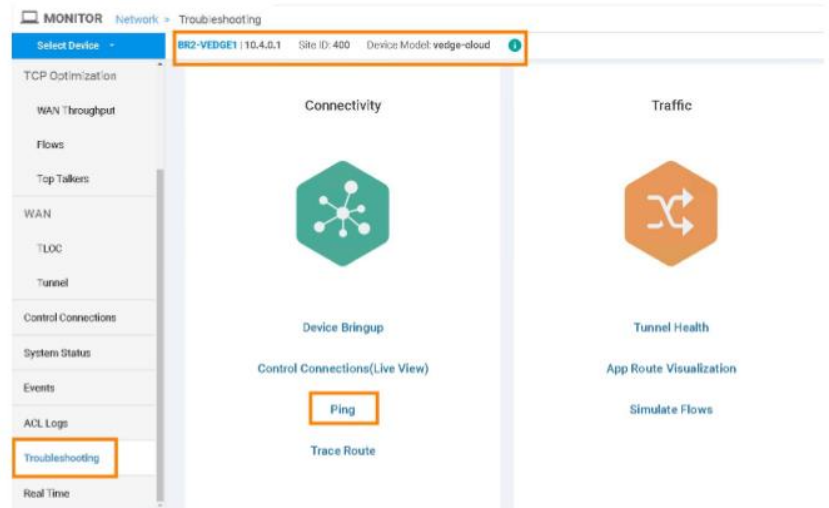 MONITOR Network > Troubleshooting
Select Device
BR2-VEDGE1 | 10.4.0.1 Site ID: 400 Device Model: vedge-cloud
TCP Optimization
WAN Throughput
Flows
Top Talkers
WAN
TLOC
Tunnel
Control Connections
System Status
Events
ACL Logs
Troubleshooting
Real Time
Connectivity
Device Bringup
Control Connections(Live View)
Ping
Trace Route
Traffic
Tunnel Health
App Route Visualization
Simulate Flows